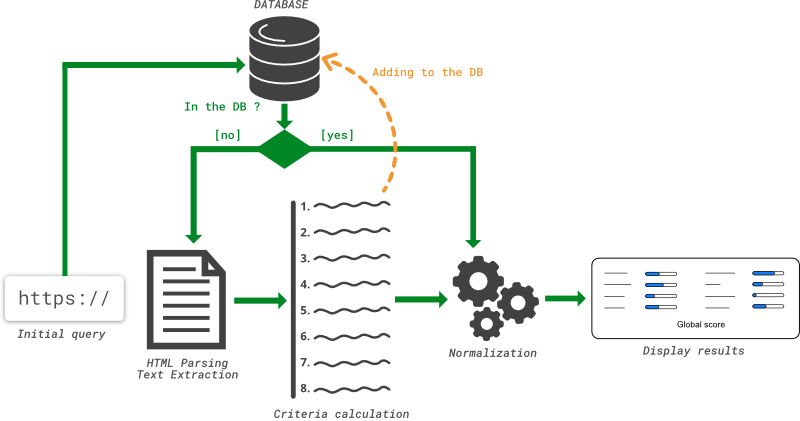 DATABASE
Adding to the DB
In the DB ?
[no]
[yes]
1.
2.
3.
4.
5.
6.
7.
8.
https://
Initial query
HTML Parsing
Text Extraction
Criteria calculation
Normalization
Global score
Display results